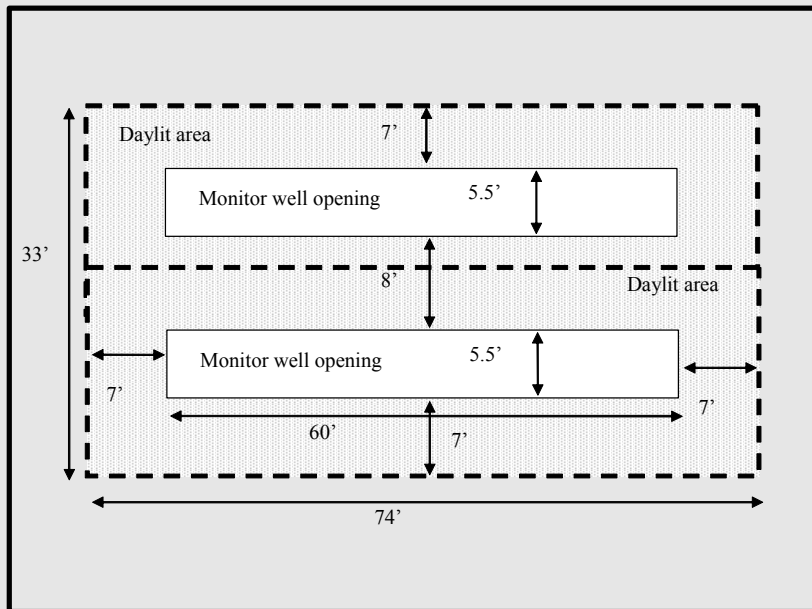 7’
Daylit area
5.5’
Monitor well opening
33’
8’
Daylit area
5.5’
Monitor well opening
7’
7’
60’
7’
74’